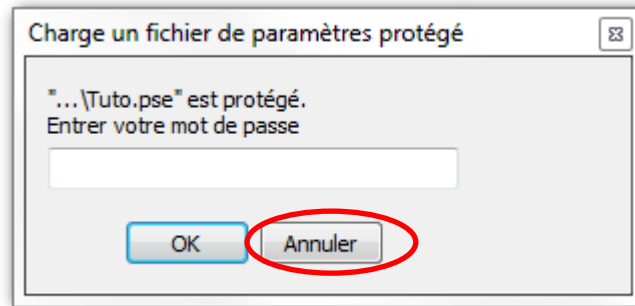 Charge un fichier de paramètres protégé
"...\Tuto.pse" est protégé.
Entrer votre mot de passe
OK
Annuler